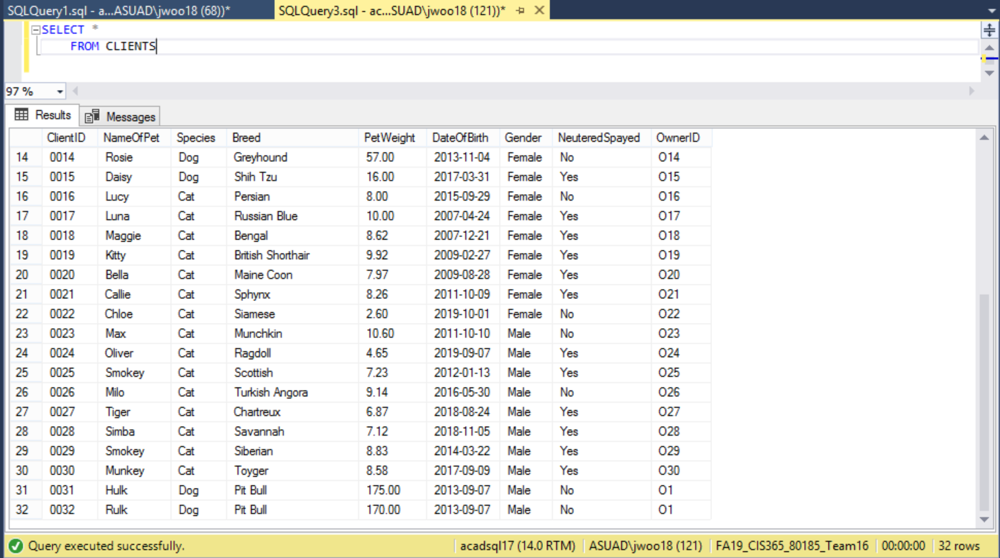 SQLQuery1.sql - a...ASUAD\jwoo18 (68))* SQLQuery3.sql - ac...SUAD\jwoo18 (121))*
SELECT *
FROM CLIENTS
97 %
Results Messages
ClientID NameOfPet Species Breed PetWeight DateOfBirth Gender NeuteredSpayed OwnerID
14 0014 Rosie Dog Greyhound 57.00 2013-11-04 Female No O14
15 0015 Daisy Dog Shih Tzu 16.00 2017-03-31 Female Yes O15
16 0016 Lucy Cat Persian 8.00 2015-09-29 Female No O16
17 0017 Luna Cat Russian Blue 10.00 2007-04-24 Female Yes O17
18 0018 Maggie Cat Bengal 8.62 2007-12-21 Female Yes O18
19 0019 Kitty Cat British Shorthair 9.92 2009-02-27 Female Yes O19
20 0020 Bella Cat Maine Coon 7.97 2009-08-28 Female Yes O20
21 0021 Callie Cat Sphynx 8.26 2011-10-09 Female Yes O21
22 0022 Chloe Cat Siamese 2.60 2019-10-01 Female No O22
23 0023 Max Cat Munchkin 10.60 2011-10-10 Male No O23
24 0024 Oliver Cat Ragdoll 4.65 2019-09-07 Male Yes O24
25 0025 Smokey Cat Scottish 7.23 2012-01-13 Male Yes O25
26 0026 Milo Cat Turkish Angora 9.14 2016-05-30 Male No O26
27 0027 Tiger Cat Chartreux 6.87 2018-08-24 Male Yes O27
28 0028 Simba Cat Savannah 7.12 2018-11-05 Male Yes O28
29 0029 Smokey Cat Siberian 8.83 2014-03-22 Male Yes O29
30 0030 Munkey Cat Toyger 8.58 2017-09-09 Male Yes O30
31 0031 Hulk Dog Pit Bull 175.00 2013-09-07 Male No O1
32 0032 Rulk Dog Pit Bull 170.00 2013-09-07 Male No O1
Query executed successfully. acadsql17 (14.0 RTM) ASUAD\jwoo18 (121) FA19_CIS365_80185_Team16 00:00:00 32 rows